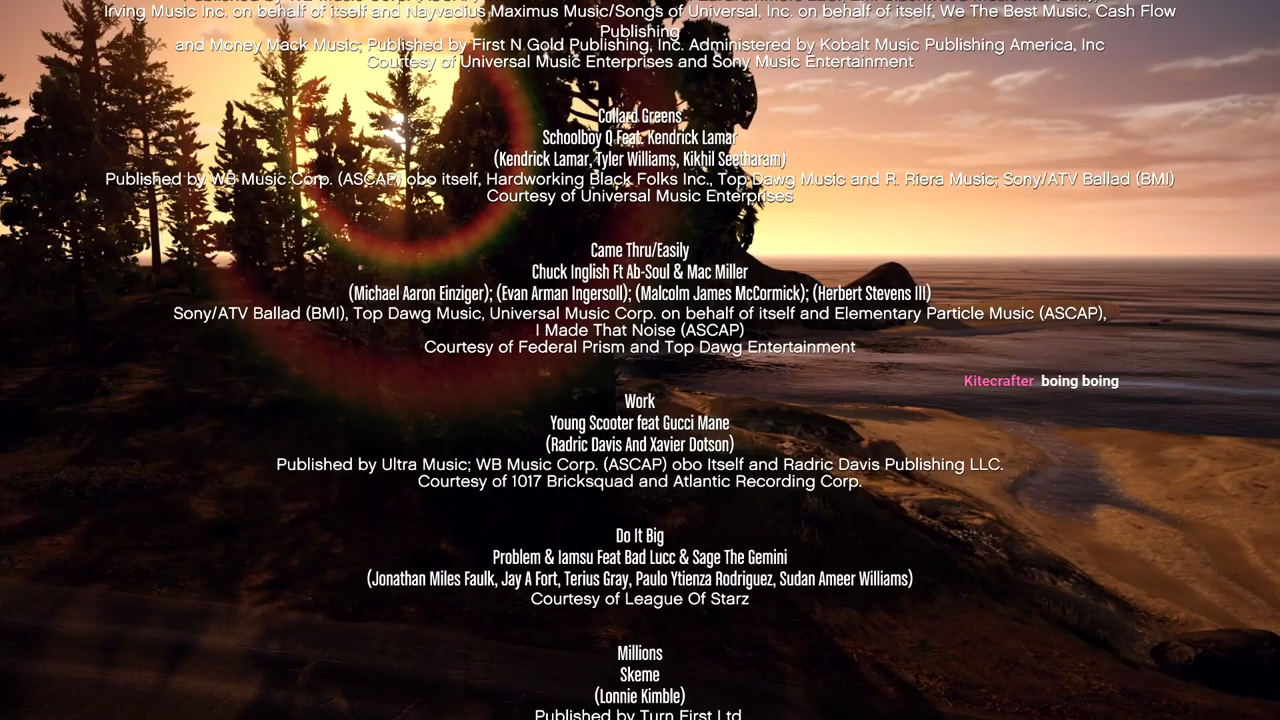 Irving Music Inc. on behalf of itself and Nayvadius Maximus Music/Songs of Universal, Inc. on behalf of itself, We The Best Music, Cash Flow
Publishing
and Money Mack Music; Published by First N Gold Publishing, Inc. Administered by Kobalt Music Publishing America, Inc
Courtesy of Universal Music Enterprises and Sony Music Entertainment
Collard Greens
Schoolboy Q Feat. Kendrick Lamar
(Kendrick Lamar, Tyler Williams, Kikhil Seetharam)
Published by WB Music Corp. (ASCAP) obo itself, Hardworking Black Folks Inc., Top Dawg Music and R. Riera Music; Sony/ATV Ballad (BMI)
Courtesy of Universal Music Enterprises
Came Thru/Easily
Chuck Inglish Ft Ab-Soul & Mac Miller
(Michael Aaron Einziger); (Evan Arman Ingersoll); (Malcolm James McCormick); (Herbert Stevens III)
Sony/ATV Ballad (BMI), Top Dawg Music, Universal Music Corp. on behalf of itself and Elementary Particle Music (ASCAP),
I Made That Noise (ASCAP)
Courtesy of Federal Prism and Top Dawg Entertainment
Kitecrafter boing boing
Work
Young Scooter feat Gucci Mane
(Radric Davis And Xavier Dotson)
Published by Ultra Music; WB Music Corp. (ASCAP) obo Itself and Radric Davis Publishing LLC.
Courtesy of 1017 Bricksquad and Atlantic Recording Corp.
Do It Big
Problem & Iamsu Feat Bad Lucc & Sage The Gemini
(Jonathan Miles Faulk, Jay A Fort, Terius Gray, Paulo Ytienza Rodriguez, Sudan Ameer Williams)
Courtesy of League Of Starz
Millions
Skeme
(Lonnie Kimble)
Published by Turn First Ltd